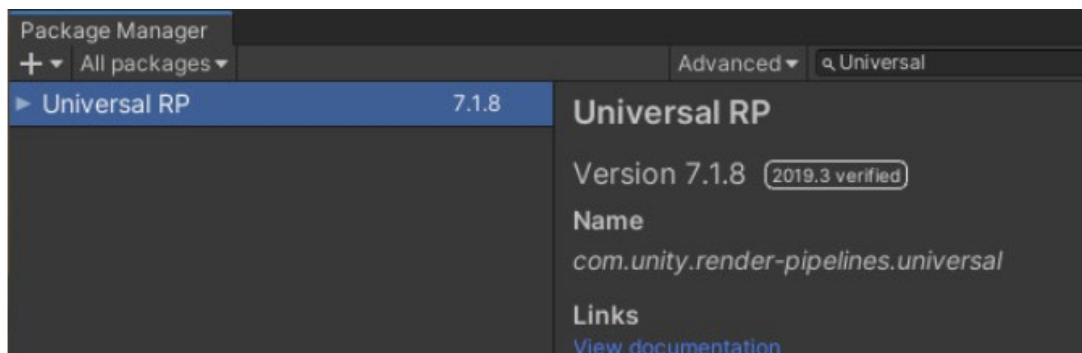 Package Manager
+ All packages Advanced Universal
Universal RP 7.1.8
Universal RP
Version 7.1.8 2019.3 verified
Name
com.unity.render-pipelines.universal
Links
View documentation